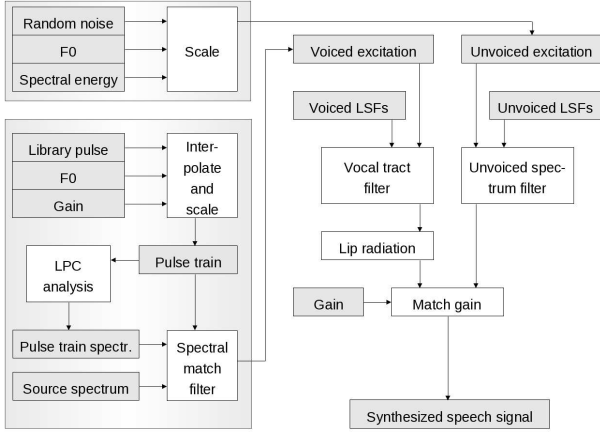 Random noise
F0
Spectral energy
Scale
Voiced excitation
Unvoiced excitation
Voiced LSFs
Unvoiced LSFs
Library pulse
F0
Gain
Inter-
polate
and
scale
Vocal tract
filter
Unvoiced spec-
trum filter
Lip radiation
LPC
analysis
Pulse train
Gain
Match gain
Pulse train spectr.
Source spectrum
Spectral
match
filter
Synthesized speech signal